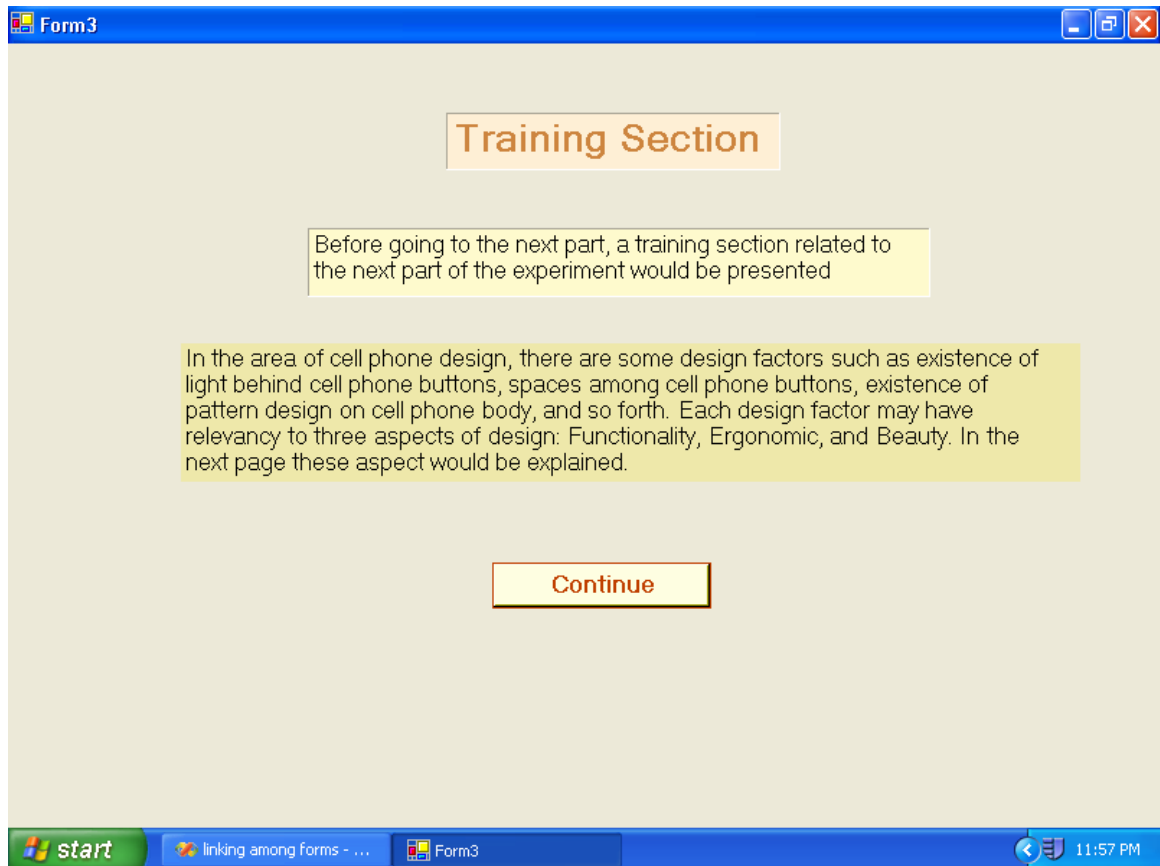 Form3
Training Section
Before going to the next part, a training section related to
the next part of the experiment would be presented
In the area of cell phone design, there are some design factors such as existence of
light behind cell phone buttons, spaces among cell phone buttons, existence of
pattern design on cell phone body, and so forth. Each design factor may have
relevancy to three aspects of design: Functionality, Ergonomic, and Beauty. In the
next page these aspect would be explained.
Continue
start
linking among forms - ...
Form3
11:57 PM